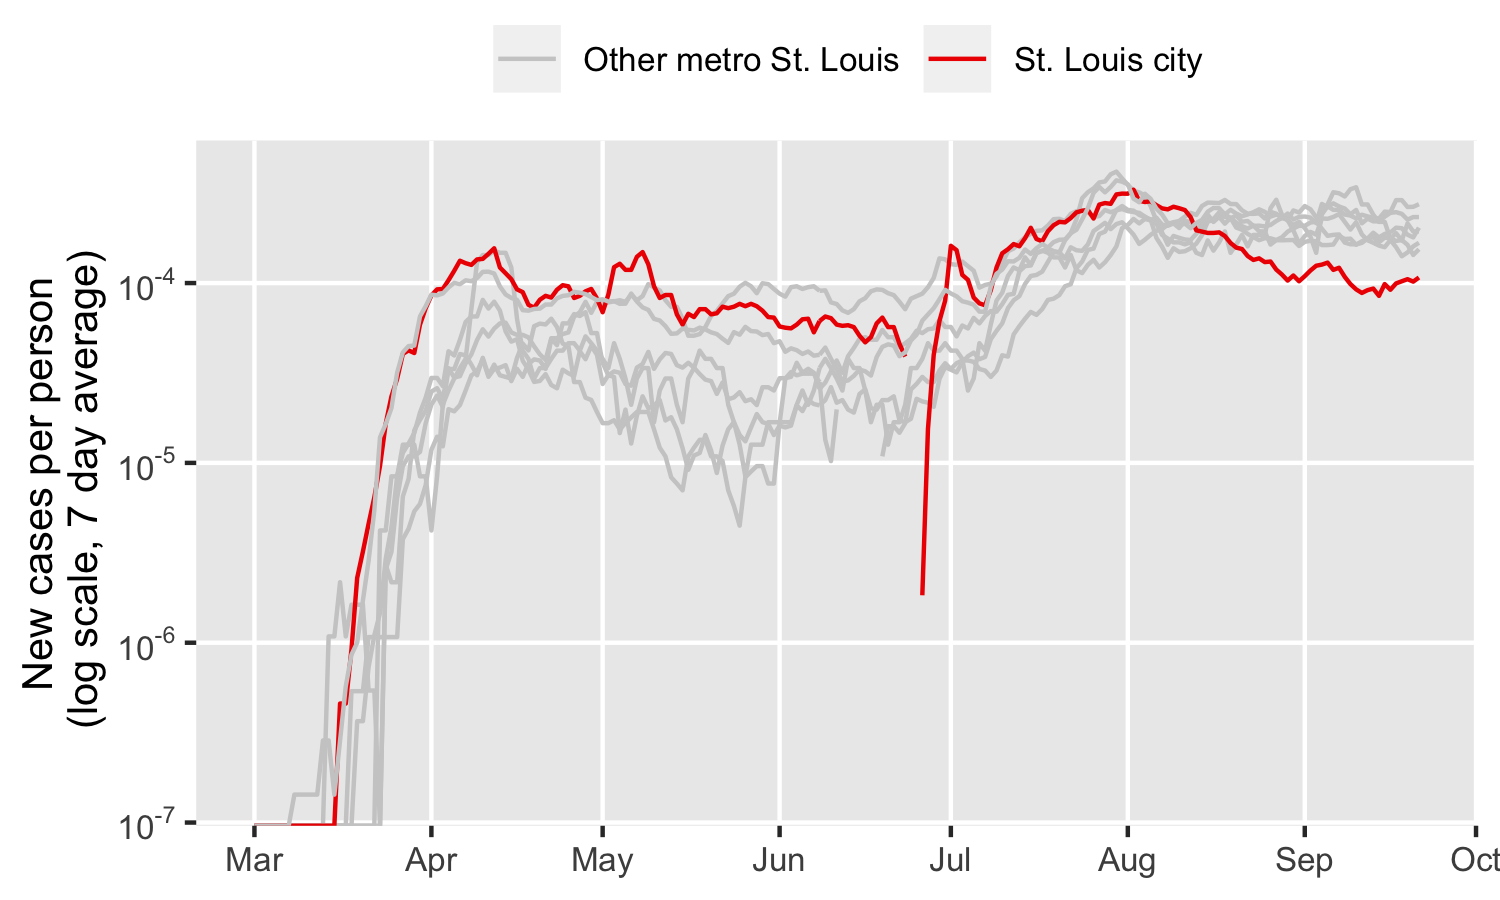 Other metro St. Louis St. Louis city
New cases per person
(log scale, 7 day average)
10⁻⁴
10⁻⁵
10⁻⁶
10⁻⁷
Mar Apr May Jun Jul Aug Sep Oct